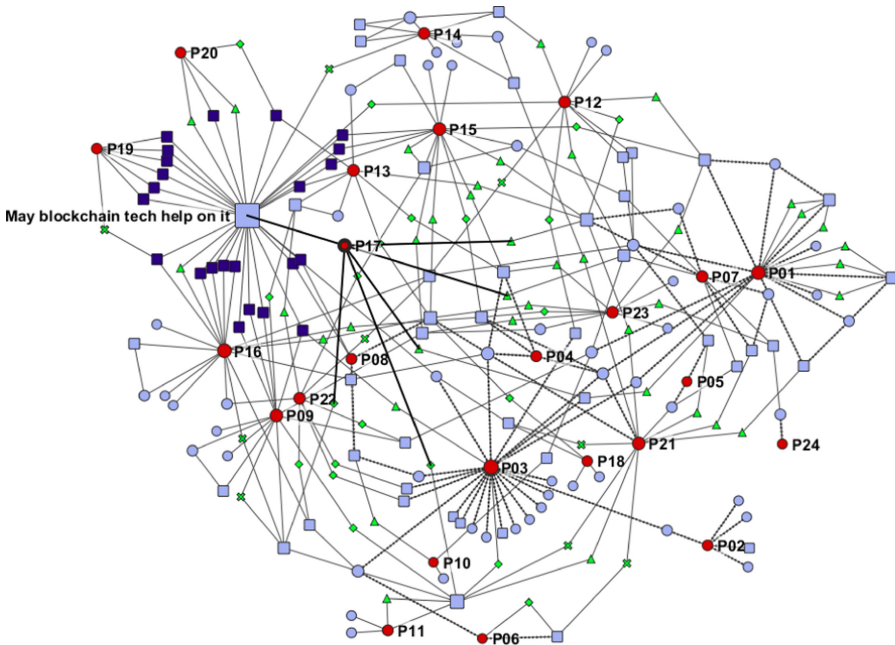 P14
P20
P12
P15
P19
P13
May blockchain tech help on it
P17
P07
P01
P23
P16
P08
P04
P05
P22
P09
P21
P24
P03
P18
P02
P10
P11
P06